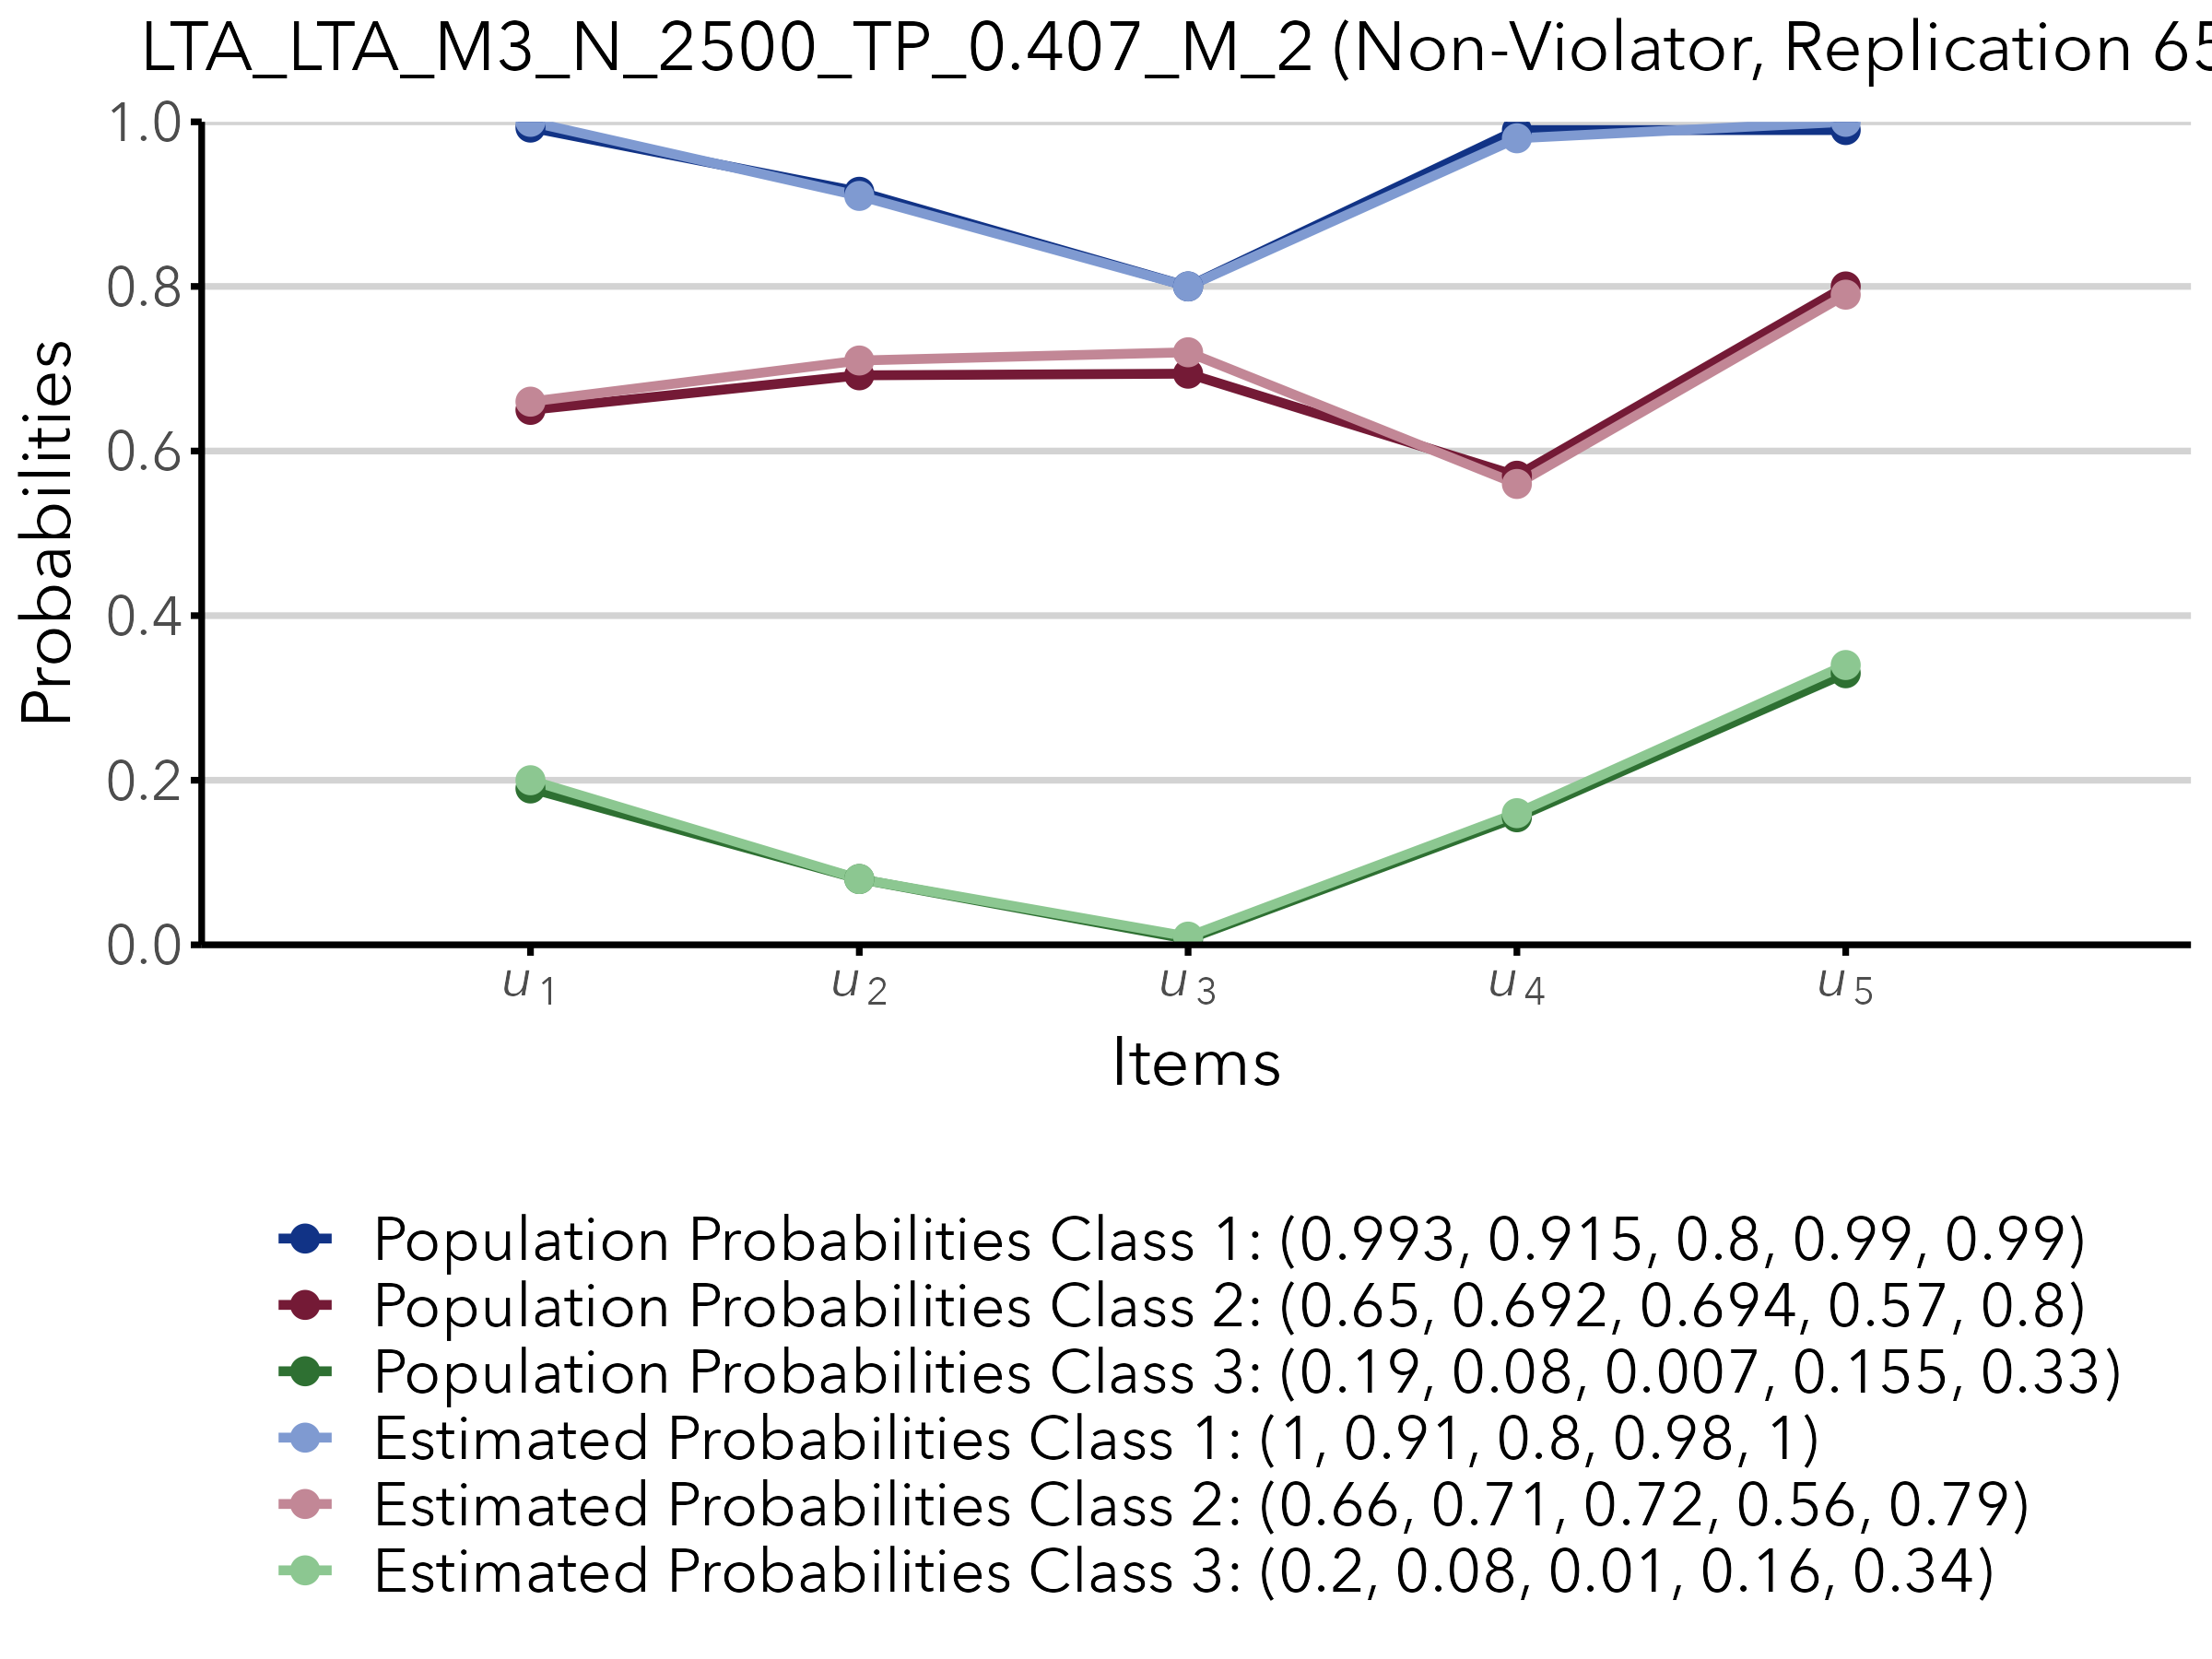 LTA_LTA_M3_N_2500_TP_0.407_M_2 (Non-Violator, Replication 65
1.0
0.8
0.6
0.4
0.2
0.0
Probabilities
u1 u2 u3 u4 u5
Items
Population Probabilities Class 1: (0.993, 0.915, 0.8, 0.99, 0.99)
Population Probabilities Class 2: (0.65, 0.692, 0.694, 0.57, 0.8)
Population Probabilities Class 3: (0.19, 0.08, 0.007, 0.155, 0.33)
Estimated Probabilities Class 1: (1, 0.91, 0.8, 0.98, 1)
Estimated Probabilities Class 2: (0.66, 0.71, 0.72, 0.56, 0.79)
Estimated Probabilities Class 3: (0.2, 0.08, 0.01, 0.16, 0.34)